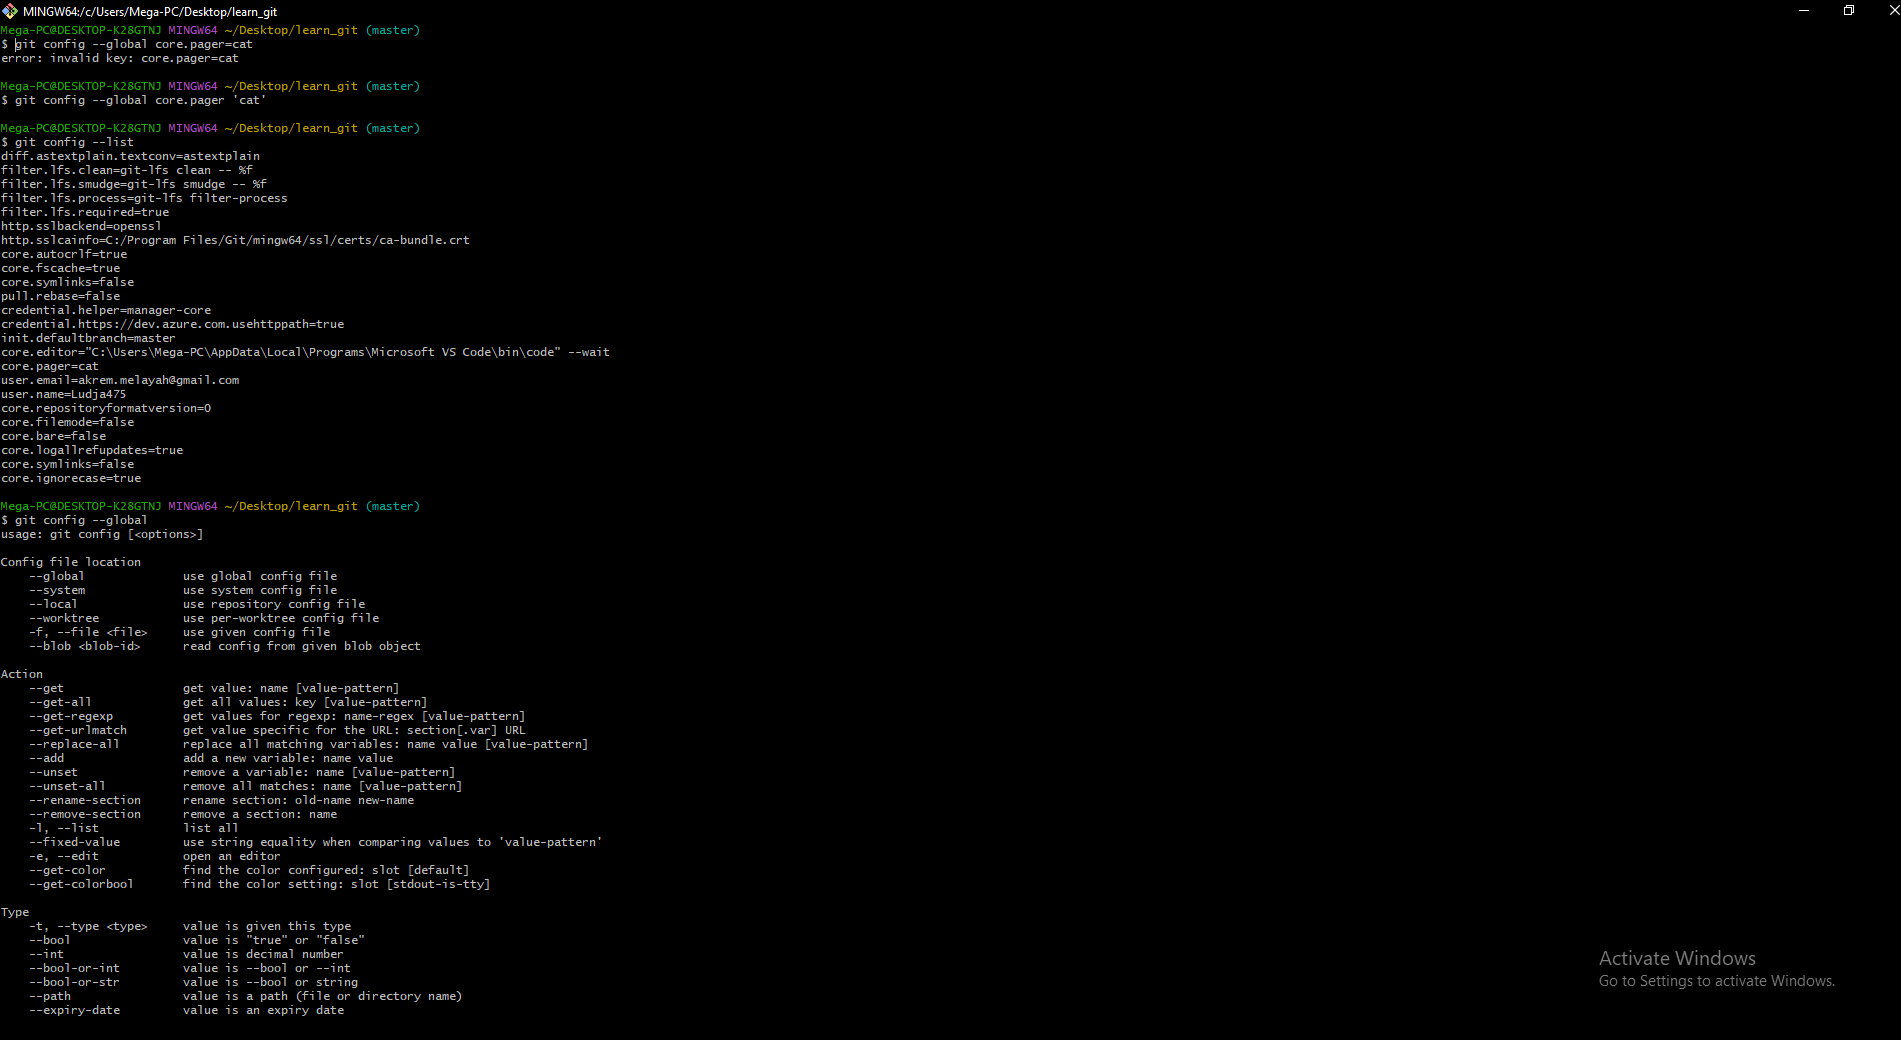 MINGW64:/c/Users/Mega-PC/Desktop/learn_git
Mega-PC@DESKTOP-K28GTNJ MINGW64 ~/Desktop/learn_git (master)
$ git config --global core.pager=cat
error: invalid key: core.pager=cat
Mega-PC@DESKTOP-K28GTNJ MINGW64 ~/Desktop/learn_git (master)
$ git config --global core.pager 'cat'
Mega-PC@DESKTOP-K28GTNJ MINGW64 ~/Desktop/learn_git (master)
$ git config --list
diff.astextplain.textconv=astextplain
filter.lfs.clean=git-lfs clean -- %f
filter.lfs.smudge=git-lfs smudge -- %f
filter.lfs.process=git-lfs filter-process
filter.lfs.required=true
http.sslbackend=openssl
http.sslcainfo=C:/Program Files/Git/mingw64/ssl/certs/ca-bundle.crt
core.autocrlf=true
core.fscache=true
core.symlinks=false
pull.rebase=false
credential.helper=manager-core
credential.https://dev.azure.com.usehttppath=true
init.defaultbranch=master
core.editor="C:\Users\Mega-PC\AppData\Local\Programs\Microsoft VS Code\bin\code" --wait
core.pager=cat
user.email=akrem.melayah@gmail.com
user.name=Ludja475
core.repositoryformatversion=0
core.filemode=false
core.bare=false
core.logallrefupdates=true
core.symlinks=false
core.ignorecase=true
Mega-PC@DESKTOP-K28GTNJ MINGW64 ~/Desktop/learn_git (master)
$ git config --global
usage: git config [<options>]
Config file location
--global use global config file
--system use system config file
--local use repository config file
--worktree use per-worktree config file
-f, --file <file> use given config file
--blob <blob-id> read config from given blob object
Action
--get get value: name [value-pattern]
--get-all get all values: key [value-pattern]
--get-regexp get values for regexp: name-regex [value-pattern]
--get-urlmatch get value specific for the URL: section[.var] URL
--replace-all replace all matching variables: name value [value-pattern]
--add add a new variable: name value
--unset remove a variable: name [value-pattern]
--unset-all remove all matches: name [value-pattern]
--rename-section rename section: old-name new-name
--remove-section remove a section: name
-l, --list list all
--fixed-value use string equality when comparing values to 'value-pattern'
-e, --edit open an editor
--get-color find the color configured: slot [default]
--get-colorbool find the color setting: slot [stdout-is-tty]
Type
-t, --type <type> value is given this type
--bool value is "true" or "false"
--int value is decimal number
--bool-or-int value is --bool or --int
--bool-or-str value is --bool or string
--path value is a path (file or directory name)
--expiry-date value is an expiry date
Activate Windows
Go to Settings to activate Windows.